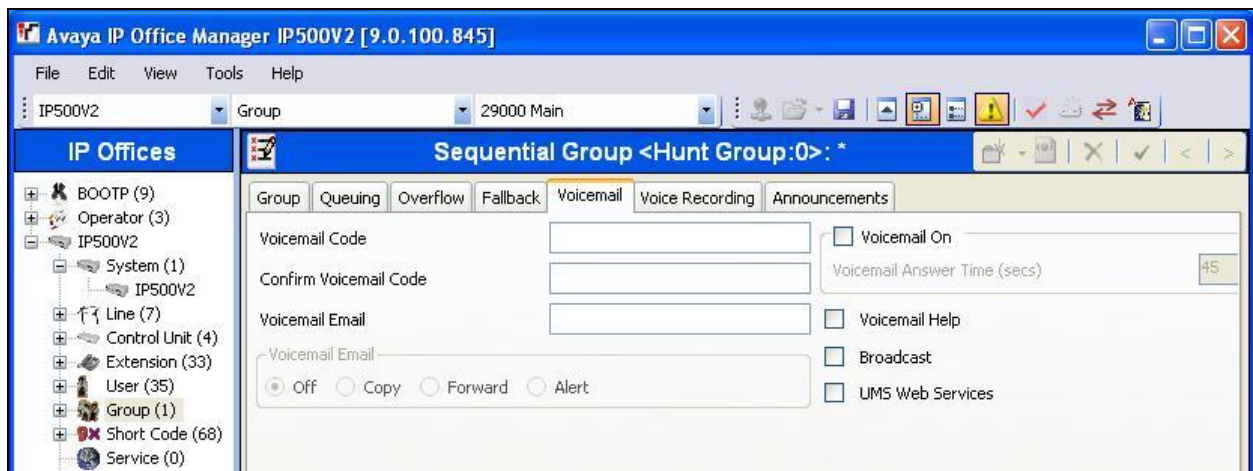 Avaya IP Office Manager IP500V2 [9.0.100.845]
File Edit View Tools Help
IP500V2 Group 29000 Main
IP Offices
Sequential Group <Hunt Group:0>: *
BOOTP (9)
Operator (3)
IP500V2
System (1)
IP500V2
Line (7)
Control Unit (4)
Extension (33)
User (35)
Group (1)
Short Code (68)
Service (0)
Group Queuing Overflow Fallback Voicemail Voice Recording Announcements
Voicemail Code
Confirm Voicemail Code
Voicemail Email
Voicemail Email
Off Copy Forward Alert
Voicemail On
Voicemail Answer Time (secs) 45
Voicemail Help
Broadcast
UMS Web Services